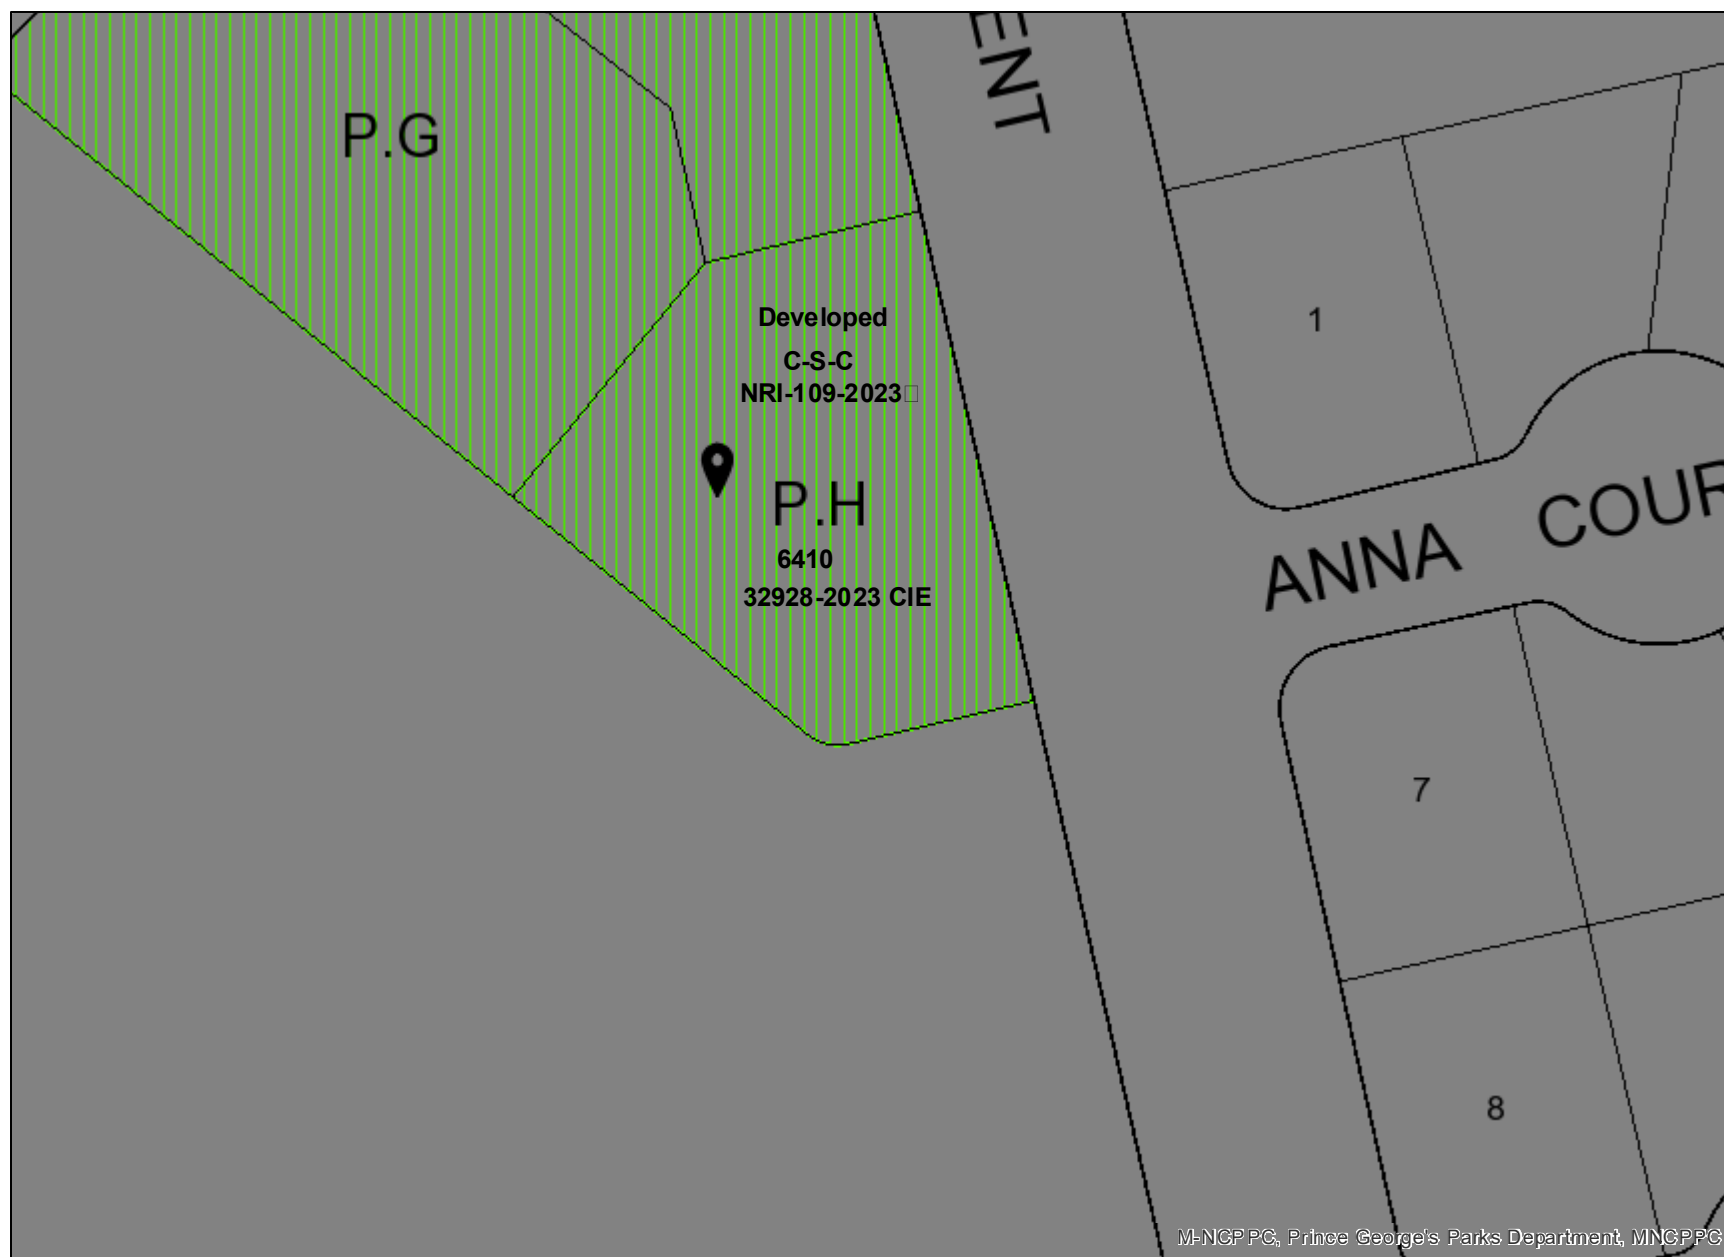 ENT
P.G
1
Developed
C-S-C
NRI-109-2023
P.H
6410
32928-2023 CIE
ANNA COUR
7
8
M-NCPPC, Prince George's Parks Department, MNCPPC